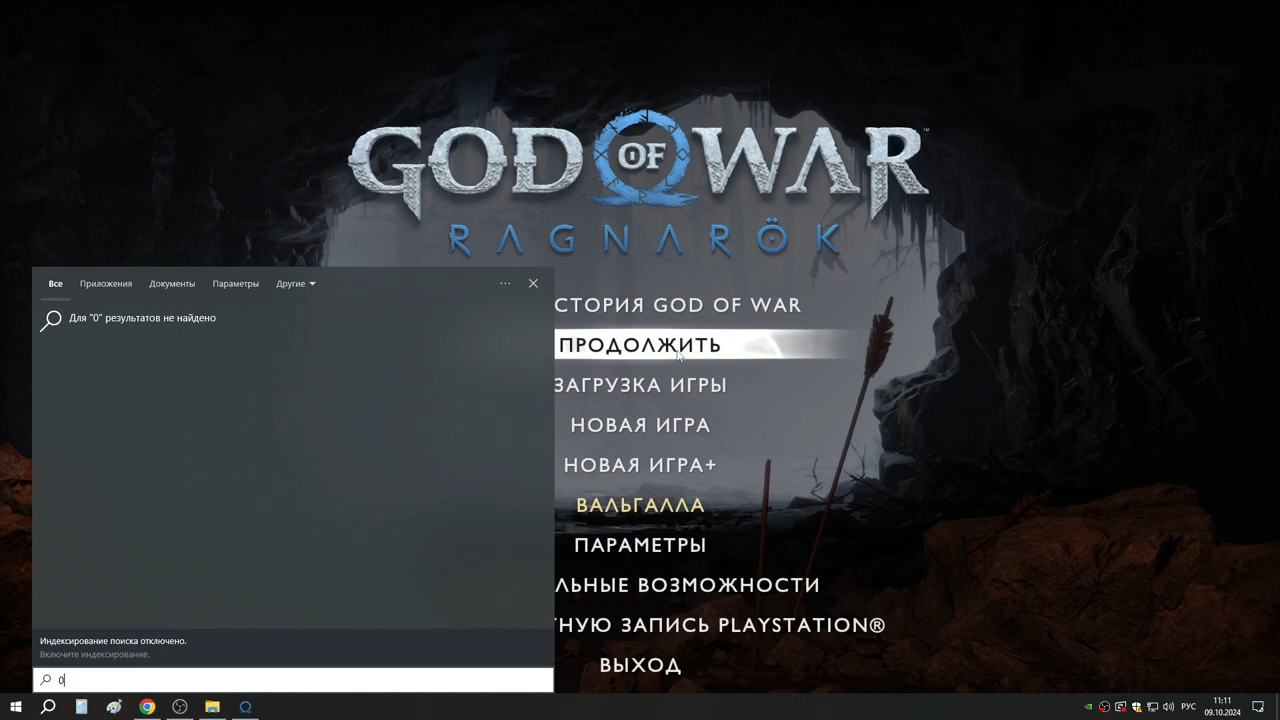 GOD OF WAR™
RAGNARÖK
СТОРИЯ GOD OF WAR
ПРОДОЛЖИТЬ
ЗАГРУЗКА ИГРЫ
НОВАЯ ИГРА
НОВАЯ ИГРА+
ВАЛЬГАЛЛА
ПАРАМЕТРЫ
ЛЬНЫЕ ВОЗМОЖНОСТИ
ТНУЮ ЗАПИСЬ PLAYSTATION®
ВЫХОД
Все Приложения Документы Параметры Другие
Для "0" результатов не найдено
Индексирование поиска отключено.
Включите индексирование.
0
РУС
11:11
09.10.2024